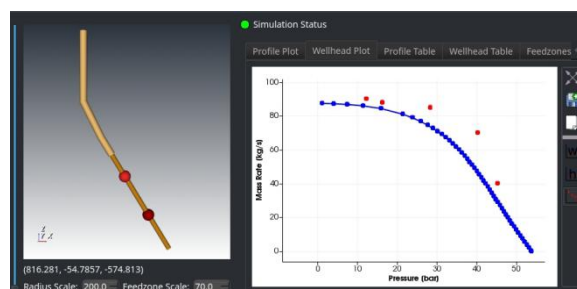 Simulation Status
Profile Plot
Wellhead Plot
Profile Table
Wellhead Table
Feedzones
100
80
60
40
20
0
Mass Rate (kg/s)
0
10
20
30
40
50
Pressure (bar)
(816.281, -54.7857, -574.813)
Radius Scale: 200.0
Feedzone Scale: 70.0